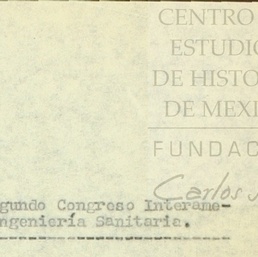 CENTRO
ESTUDIO
DE HISTO
DE MEXI
FUNDAC
Carlos
gundo Congreso Interame-
ngeniería Sanitaria.